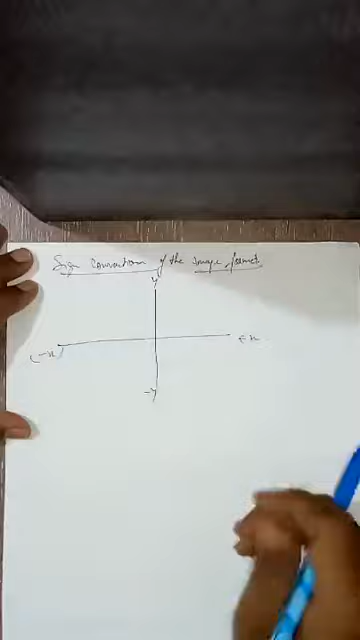 Sign convention of the image formed
y
(-x)
+x
-y